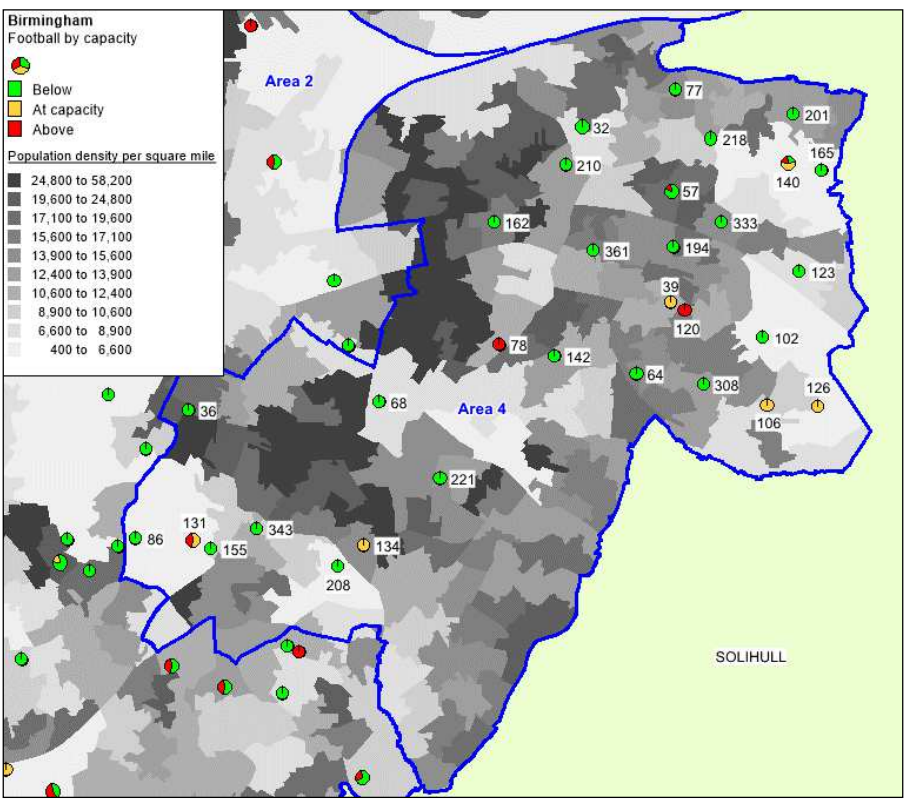 Birmingham
Football by capacity
Below
At capacity
Above
Population density per square mile
24,800 to 58,200
19,600 to 24,800
17,100 to 19,600
15,600 to 17,100
13,900 to 15,600
12,400 to 13,900
10,600 to 12,400
8,900 to 10,600
6,600 to 8,900
400 to 6,600
Area 2
77
201
32
218
165
210
140
57
162
333
361
194
123
39
120
102
78
142
64
308
126
68
Area 4
36
106
221
131
343
86
155
134
208
SOLIHULL